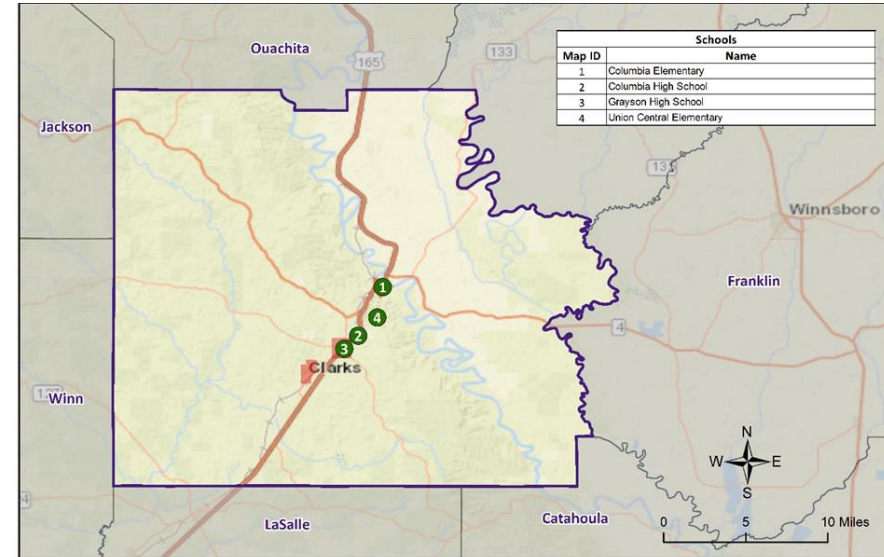 Ouachita
165
133
Schools
Map ID Name
1 Columbia Elementary
2 Columbia High School
3 Grayson High School
4 Union Central Elementary
Jackson
Winnsboro
Franklin
1
4
2
3
4
Clarks
Winn
N
W E
S
LaSalle
Catahoula
0 5 10 Miles